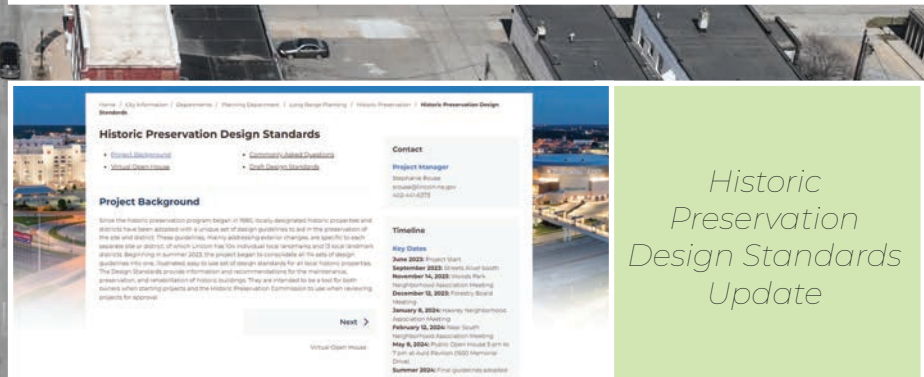 Home / City Information / Departments / Planning Department / Long Range Planning / Historic Preservation / Historic Preservation Design
Standards
Historic Preservation Design Standards
• Project Background
• Virtual Open House
• Commonly Asked Questions
• Draft Design Standards
Project Background
Since the historic preservation program began in 1980, locally designated historic properties and
districts have been adopted with a unique set of design guidelines to aid in the preservation of
the site and district. These guidelines, mainly addressing exterior changes, are specific to each
separate site or district, of which Lincoln has 104 individual local landmarks and 13 local landmark
districts. Beginning in summer 2023, the project began to consolidate all 114 sets of design
guidelines into one, illustrated easy to use set of design standards for all local historic properties.
The Design Standards provide information and recommendations for the maintenance,
preservation, and rehabilitation of historic buildings. They are intended to be a tool for both
owners when starting projects and the Historic Preservation Commission to use when reviewing
projects for approval.
Next
Virtual Open House
Contact
Project Manager
Stephanie Rouse
srouse@lincoln.ne.gov
402-441-6373
Timeline
Key Dates
June 2023: Project Start
September 2023: Streets Alive! booth
November 14, 2023: Woods Park
Neighborhood Association Meeting
December 12, 2023: Forestry Board
Meeting
January 8, 2024: Hawley Neighborhood
Association Meeting
February 12, 2024: Near South
Neighborhood Association Meeting
May 8, 2024: Public Open House 5 pm to
7 pm at Auld Pavilion (1650 Memorial
Drive)
Summer 2024: Final guidelines adopted
Historic
Preservation
Design Standards
Update